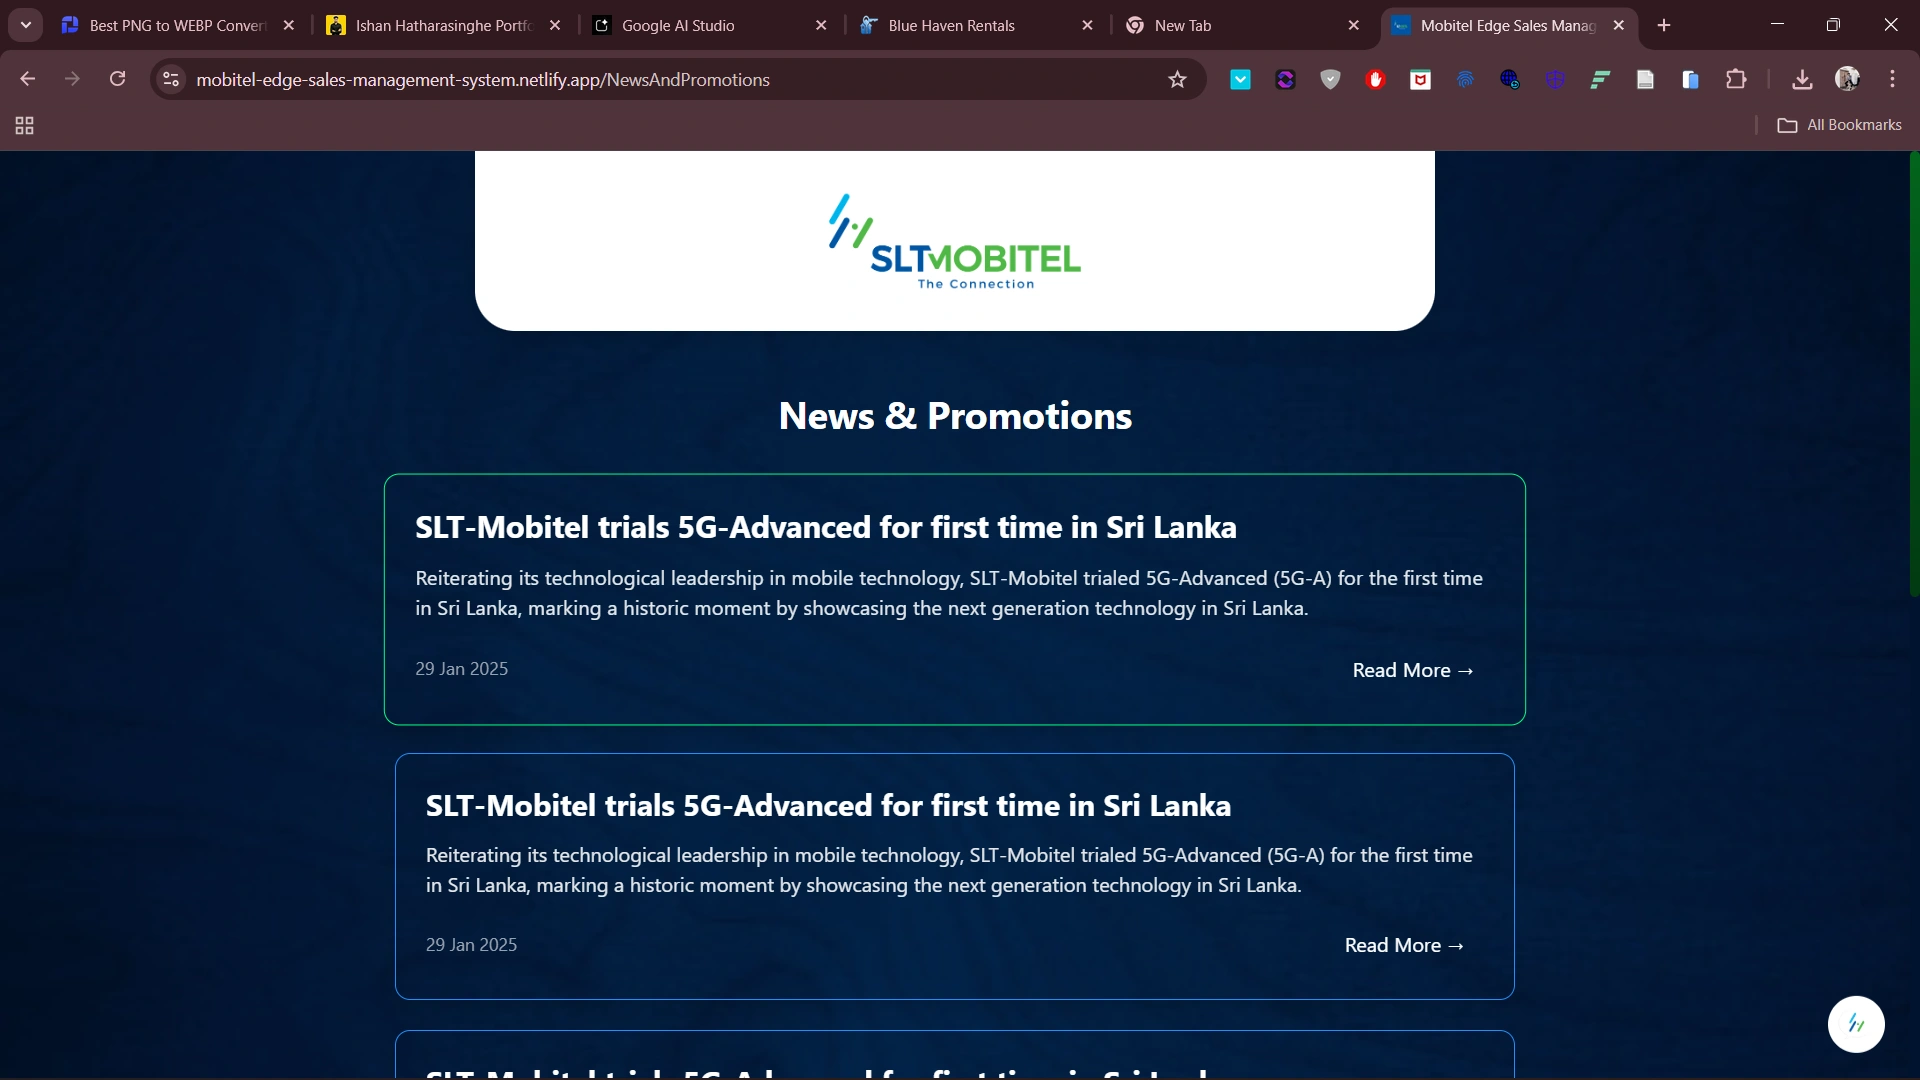 Best PNG to WEBP Convert
Ishan Hatharasinghe Portfo
Google AI Studio
Blue Haven Rentals
New Tab
Mobitel Edge Sales Manag
mobitel-edge-sales-management-system.netlify.app/NewsAndPromotions
All Bookmarks
SLTMOBITEL
The Connection
News & Promotions
SLT-Mobitel trials 5G-Advanced for first time in Sri Lanka
Reiterating its technological leadership in mobile technology, SLT-Mobitel trialed 5G-Advanced (5G-A) for the first time
in Sri Lanka, marking a historic moment by showcasing the next generation technology in Sri Lanka.
29 Jan 2025
Read More →
SLT-Mobitel trials 5G-Advanced for first time in Sri Lanka
Reiterating its technological leadership in mobile technology, SLT-Mobitel trialed 5G-Advanced (5G-A) for the first time
in Sri Lanka, marking a historic moment by showcasing the next generation technology in Sri Lanka.
29 Jan 2025
Read More →